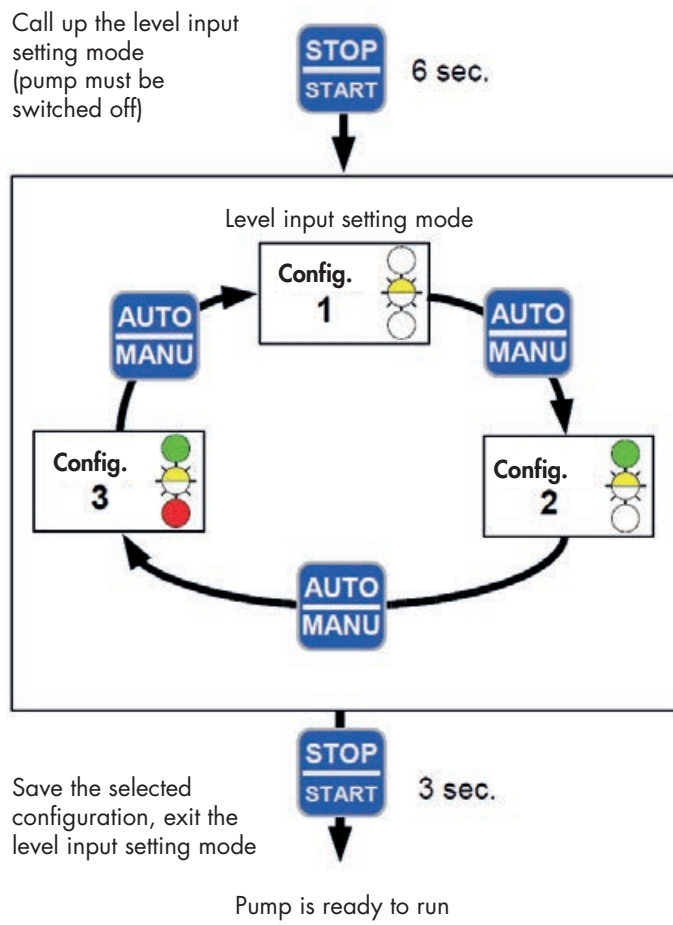 Call up the level input
setting mode
(pump must be
switched off)
STOP
START
6 sec.
Level input setting mode
Config.
1
AUTO
MANU
AUTO
MANU
Config.
3
Config.
2
AUTO
MANU
STOP
START
3 sec.
Save the selected
configuration, exit the
level input setting mode
Pump is ready to run